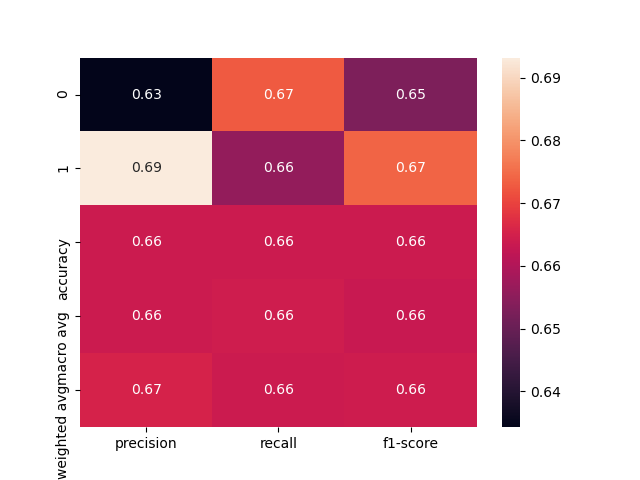 0
0.63 0.67 0.65
1
0.69 0.66 0.67
accuracy
0.66 0.66 0.66
macro avg
0.66 0.66 0.66
weighted avg
0.67 0.66 0.66
precision recall f1-score
0.69
0.68
0.67
0.66
0.65
0.64